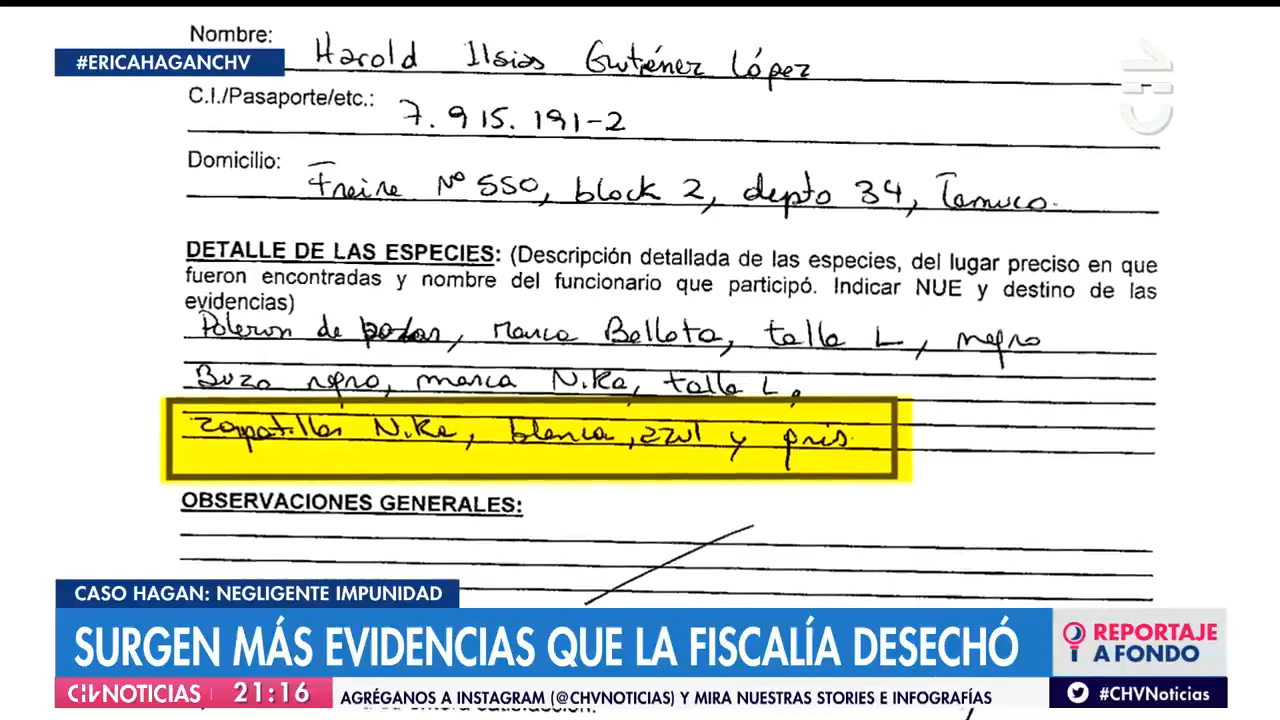 Nombre: Harold Ilsias Gutiérrez López
#ERICAHAGANCHV
CHV
C.I./Pasaporte/etc.: 7.915.191-2
Domicilio: Freire Nº 550, block 2, depto 34, Temuco.
DETALLE DE LAS ESPECIES: (Descripción detallada de las especies, del lugar preciso en que
fueron encontradas y nombre del funcionario que participó. Indicar NUE y destino de las
evidencias)
Poleron de polar, marca Bellota, talla L, negro
Buzo negro, marca Nike, talla L,
zapatillas Nike, blanca, azul y gris.
OBSERVACIONES GENERALES:
CASO HAGAN: NEGLIGENTE IMPUNIDAD
SURGEN MÁS EVIDENCIAS QUE LA FISCALÍA DESECHÓ
REPORTAJE
A FONDO
CHVNOTICIAS 21:16 AGRÉGANOS A INSTAGRAM (@CHVNOTICIAS) Y MIRA NUESTRAS STORIES E INFOGRAFÍAS #CHVNoticias